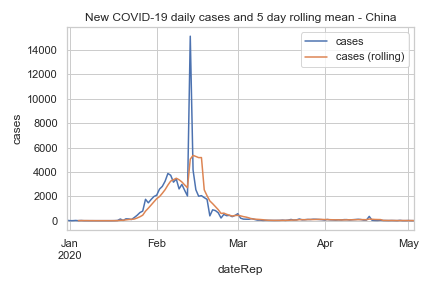 New COVID-19 daily cases and 5 day rolling mean - China
cases
cases (rolling)
14000
12000
10000
8000
6000
4000
2000
0
cases
Jan Feb Mar Apr May
2020
dateRep